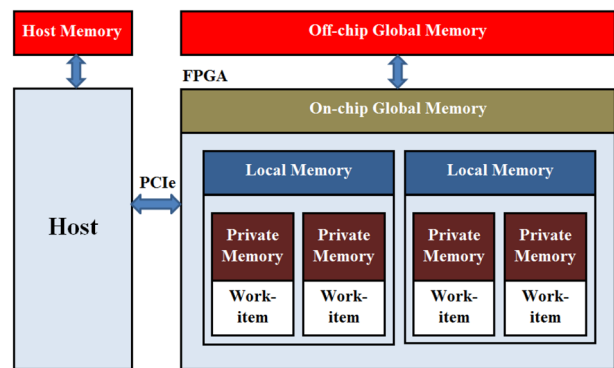 Host Memory
Off-chip Global Memory
FPGA
On-chip Global Memory
PCIe
Host
Local Memory
Local Memory
Private
Memory
Private
Memory
Private
Memory
Private
Memory
Work-
item
Work-
item
Work-
item
Work-
item